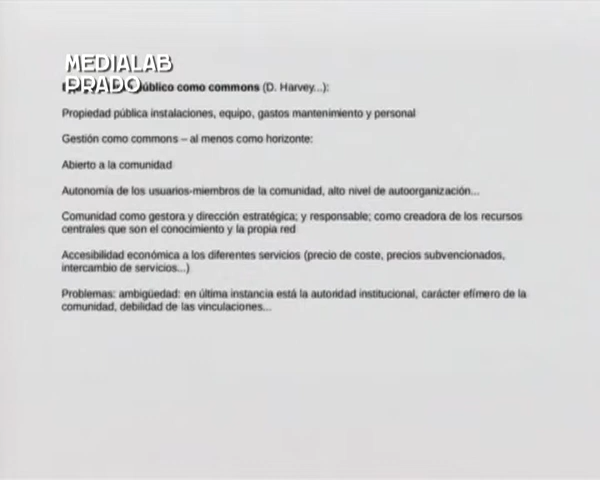 MEDIALAB
PRADO
público como commons (D. Harvey...):
Propiedad pública instalaciones, equipo, gastos mantenimiento y personal
Gestión como commons – al menos como horizonte:
Abierto a la comunidad
Autonomía de los usuarios-miembros de la comunidad, alto nivel de autoorganización...
Comunidad como gestora y dirección estratégica; y responsable; como creadora de los recursos
centrales que son el conocimiento y la propia red
Accesibilidad económica a los diferentes servicios (precio de coste, precios subvencionados,
intercambio de servicios...)
Problemas: ambigüedad: en última instancia está la autoridad institucional, carácter efímero de la
comunidad, debilidad de las vinculaciones...